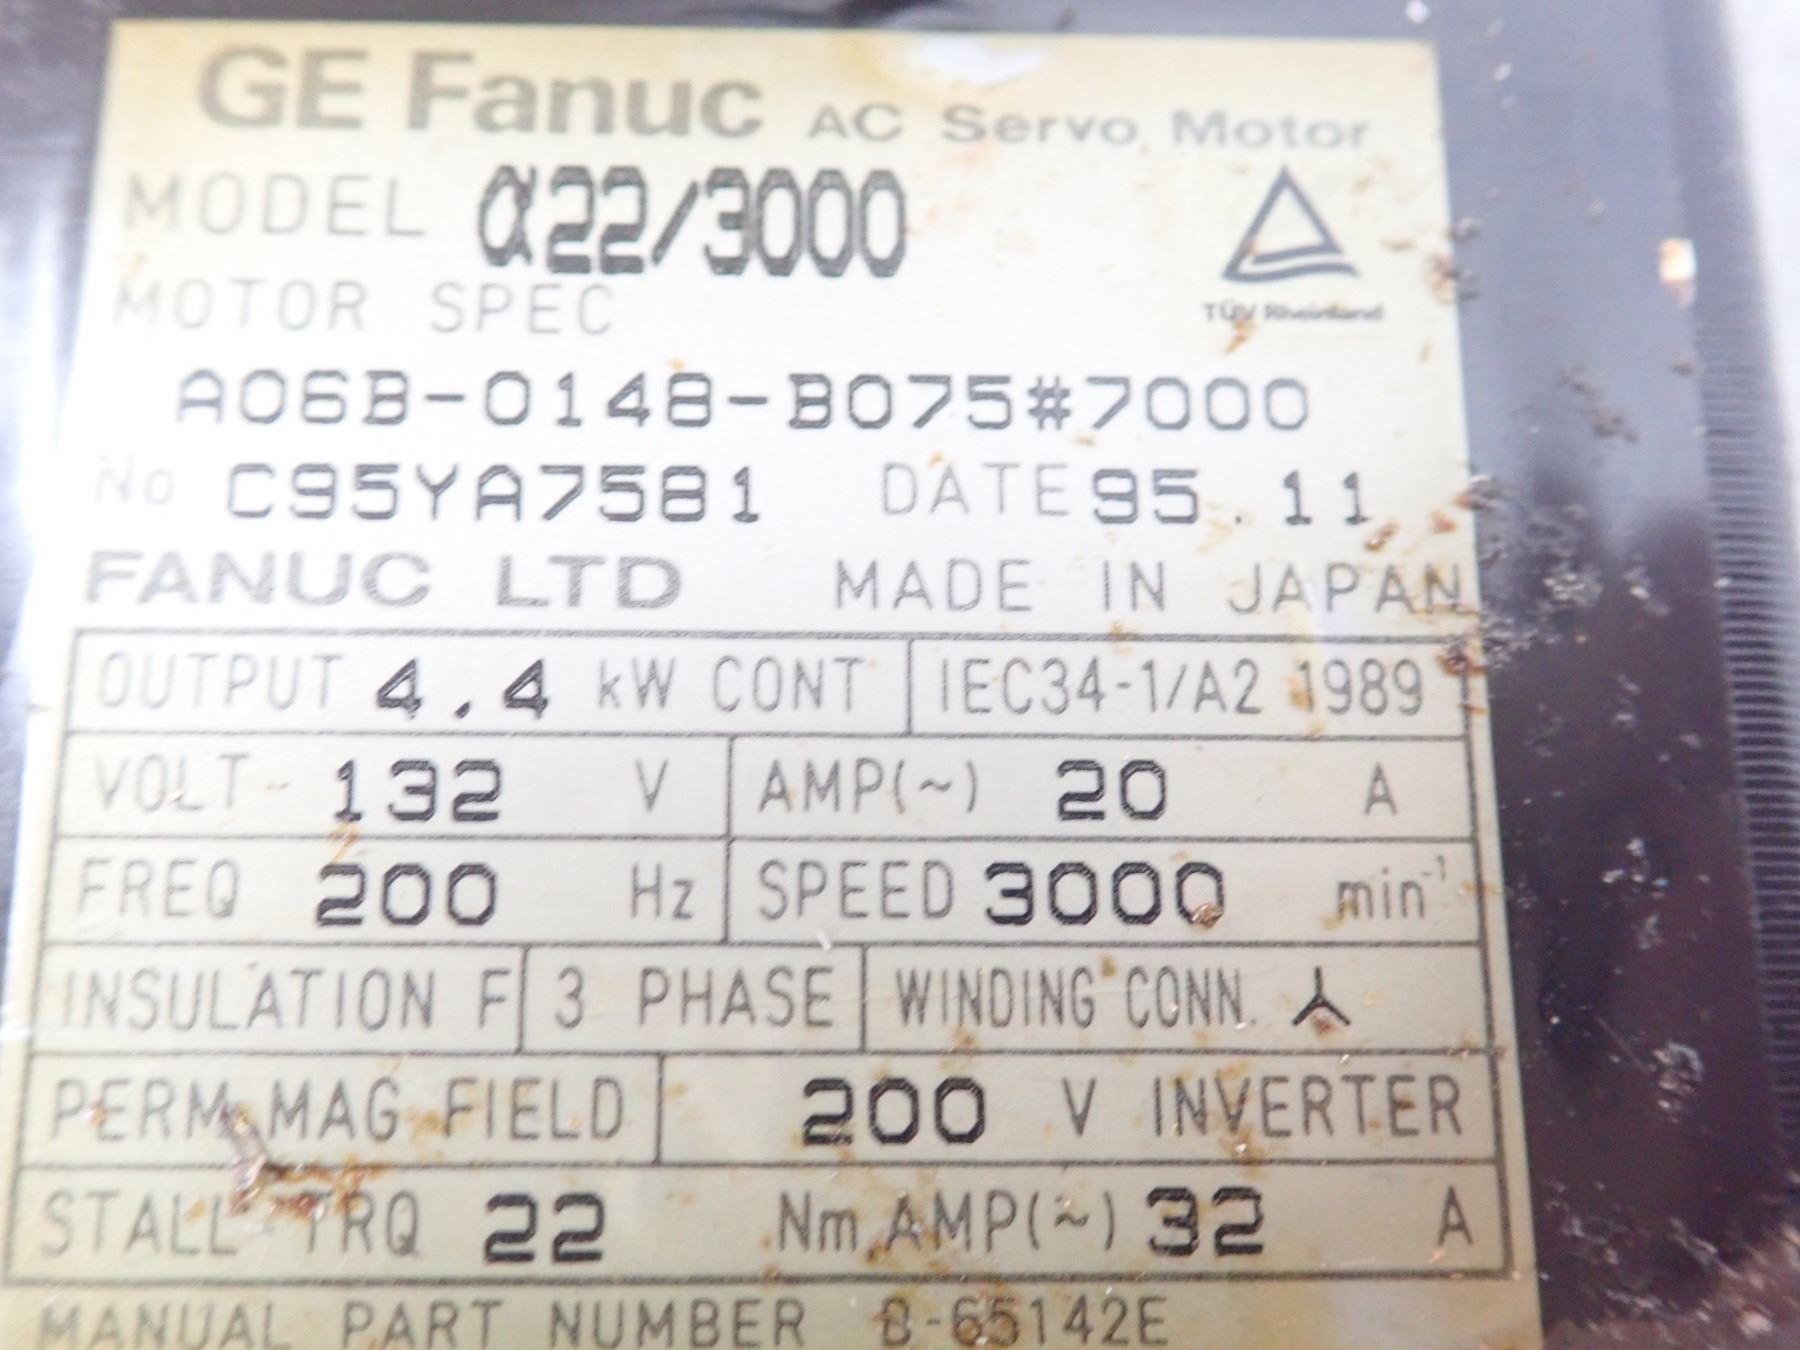 GE Fanuc AC Servo Motor
MODEL α22/3000
TÜV Rheinland
MOTOR SPEC
A06B-0148-B075#7000
No C95YA7581 DATE 95.11
FANUC LTD MADE IN JAPAN
OUTPUT 4.4 kW CONT IEC34-1/A2 1989
VOLT 132 V AMP(~) 20 A
FREQ 200 Hz SPEED 3000 min⁻¹
INSULATION F 3 PHASE WINDING CONN.
PERM.MAG FIELD 200 V INVERTER
STALL TRQ 22 Nm AMP(~) 32 A
MANUAL PART NUMBER B-65142E